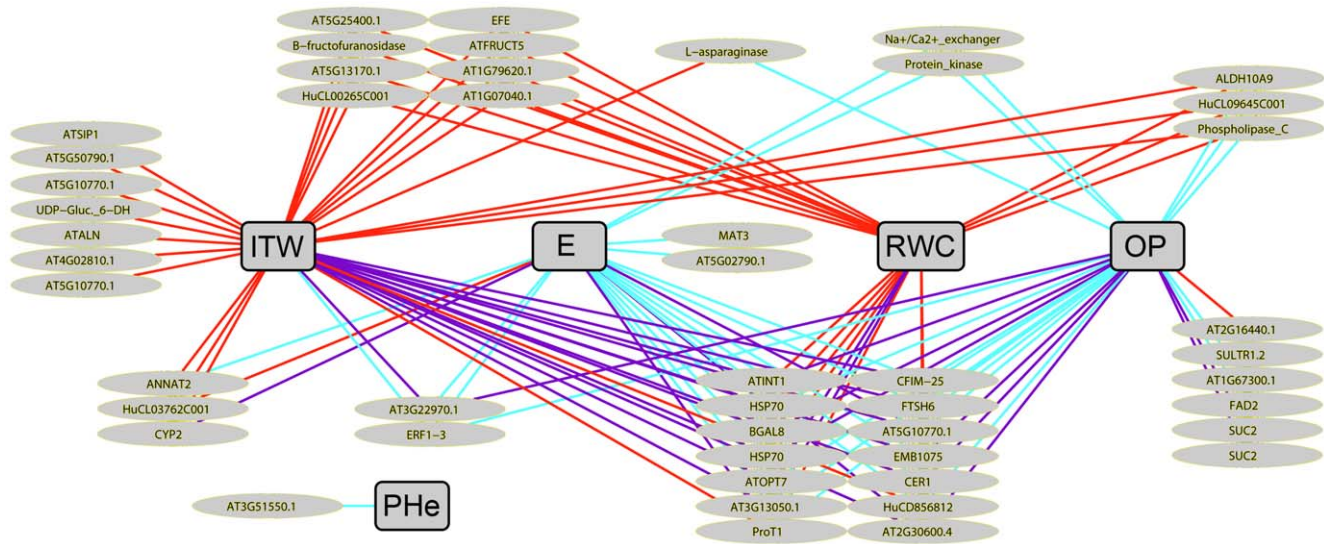 AT5G25400.1
EFE
B-fructofuranosidase
ATFRUCT5
AT5G13170.1
AT1G79620.1
HuCL00265C001
AT1G07040.1
L-asparaginase
Na+/Ca2+_exchanger
Protein_kinase
ALDH10A9
HuCL09645C001
Phospholipase_C
ATSIP1
AT5G50790.1
AT5G10770.1
UDP-Gluc._6-DH
ATALN
AT4G02810.1
AT5G10770.1
ITW
E
MAT3
AT5G02790.1
RWC
OP
ANNAT2
HuCL03762C001
CYP2
AT3G22970.1
ERF1-3
ATINT1
CFIM-25
HSP70
FTSH6
BGAL8
AT5G10770.1
HSP70
EMB1075
ATOPT7
CER1
AT3G13050.1
HuCD856812
ProT1
AT2G30600.4
AT2G16440.1
SULTR1.2
AT1G67300.1
FAD2
SUC2
SUC2
AT3G51550.1
PHe